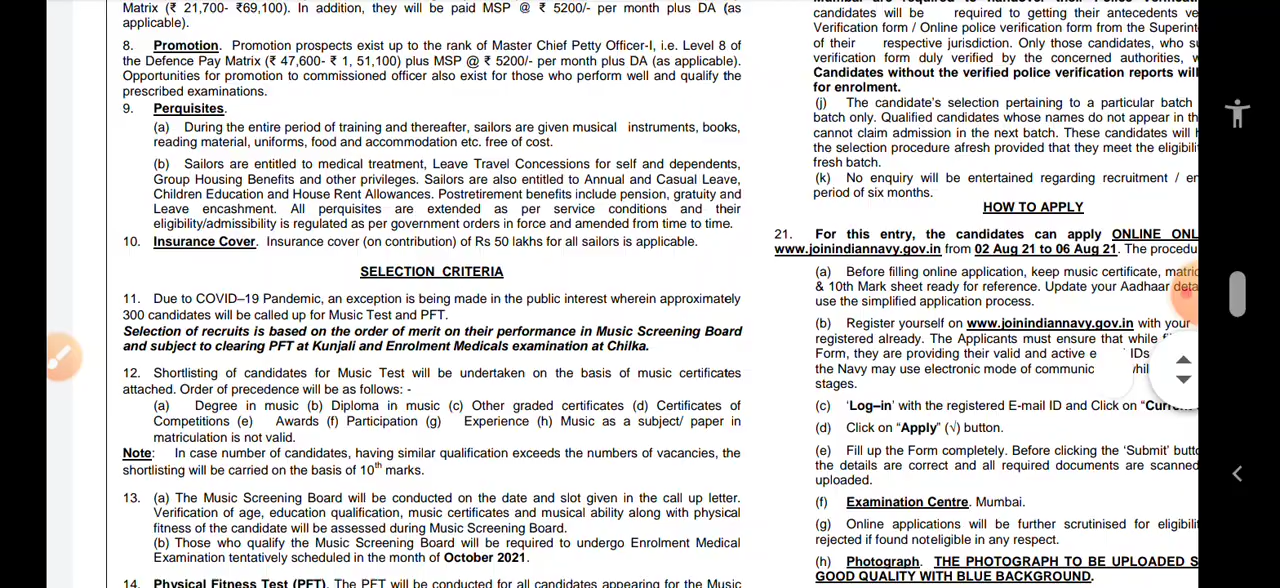 Matrix (₹ 21,700- ₹69,100). In addition, they will be paid MSP @ ₹ 5200/- per month plus DA (as
applicable).
8. Promotion. Promotion prospects exist up to the rank of Master Chief Petty Officer-I, i.e. Level 8 of
the Defence Pay Matrix (₹ 47,600- ₹ 1, 51,100) plus MSP @ ₹ 5200/- per month plus DA (as applicable).
Opportunities for promotion to commissioned officer also exist for those who perform well and qualify the
prescribed examinations.
9. Perquisites.
(a) During the entire period of training and thereafter, sailors are given musical instruments, books,
reading material, uniforms, food and accommodation etc. free of cost.
(b) Sailors are entitled to medical treatment, Leave Travel Concessions for self and dependents,
Group Housing Benefits and other privileges. Sailors are also entitled to Annual and Casual Leave,
Children Education and House Rent Allowances. Postretirement benefits include pension, gratuity and
Leave encashment. All perquisites are extended as per service conditions and their
eligibility/admissibility is regulated as per government orders in force and amended from time to time.
10. Insurance Cover. Insurance cover (on contribution) of Rs 50 lakhs for all sailors is applicable.
SELECTION CRITERIA
11. Due to COVID–19 Pandemic, an exception is being made in the public interest wherein approximately
300 candidates will be called up for Music Test and PFT.
Selection of recruits is based on the order of merit on their performance in Music Screening Board
and subject to clearing PFT at Kunjali and Enrolment Medicals examination at Chilka.
12. Shortlisting of candidates for Music Test will be undertaken on the basis of music certificates
attached. Order of precedence will be as follows: -
(a) Degree in music (b) Diploma in music (c) Other graded certificates (d) Certificates of
Competitions (e) Awards (f) Participation (g) Experience (h) Music as a subject/ paper in
matriculation is not valid.
Note: In case number of candidates, having similar qualification exceeds the numbers of vacancies, the
shortlisting will be carried on the basis of 10th marks.
13. (a) The Music Screening Board will be conducted on the date and slot given in the call up letter.
Verification of age, education qualification, music certificates and musical ability along with physical
fitness of the candidate will be assessed during Music Screening Board.
(b) Those who qualify the Music Screening Board will be required to undergo Enrolment Medical
Examination tentatively scheduled in the month of October 2021.
14. Physical Fitness Test (PFT). The PFT will be conducted for all candidates appearing for the Music
candidates will be required to getting their antecedents ve
Verification form / Online police verification form from the Superint
of their respective jurisdiction. Only those candidates, who su
verification form duly verified by the concerned authorities, w
Candidates without the verified police verification reports will
for enrolment.
(j) The candidate's selection pertaining to a particular batch
batch only. Qualified candidates whose names do not appear in th
cannot claim admission in the next batch. These candidates will h
the selection procedure afresh provided that they meet the eligibili
fresh batch.
(k) No enquiry will be entertained regarding recruitment / en
period of six months.
HOW TO APPLY
21. For this entry, the candidates can apply ONLINE ONL
www.joinindiannavy.gov.in from 02 Aug 21 to 06 Aug 21. The procedu
(a) Before filling online application, keep music certificate, matric
& 10th Mark sheet ready for reference. Update your Aadhaar deta
use the simplified application process.
(b) Register yourself on www.joinindiannavy.gov.in with your
registered already. The Applicants must ensure that while
Form, they are providing their valid and active e IDs
the Navy may use electronic mode of communic
stages.
(c) 'Log–in' with the registered E-mail ID and Click on "Curr
(d) Click on "Apply" (√) button.
(e) Fill up the Form completely. Before clicking the 'Submit' butto
the details are correct and all required documents are scanned
uploaded.
(f) Examination Centre. Mumbai.
(g) Online applications will be further scrutinised for eligibilit
rejected if found noteligible in any respect.
(h) Photograph. THE PHOTOGRAPH TO BE UPLOADED S
GOOD QUALITY WITH BLUE BACKGROUND.